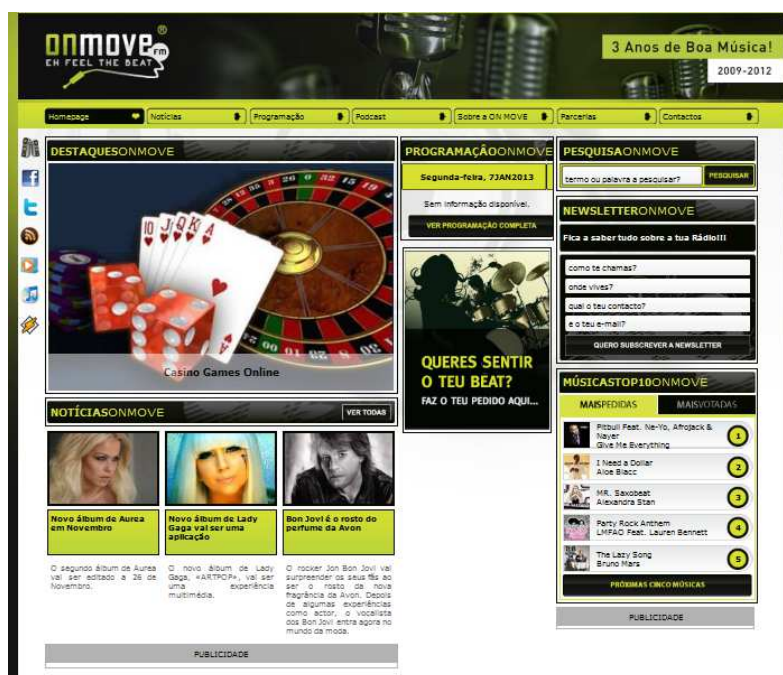 onmove®
FM
EH FEEL THE BEAT
3 Anos de Boa Música!
2009-2012
Homepage
Notícias
Programação
Podcast
Sobre a ON MOVE
Parcerias
Contactos
DESTAQUESONMOVE
10 J Q K A
Casino Games Online
NOTÍCIASONMOVE
VER TODAS
Novo álbum de Aurea
em Novembro
O segundo álbum de Aurea
vai ser editado a 26 de
Novembro.
Novo álbum de Lady
Gaga vai ser uma
aplicação
O novo álbum de Lady
Gaga, «ARTPOP», vai ser
uma experiência
multimédia.
Bon Jovi é o rosto do
perfume da Avon
O rocker Jon Bon Jovi vai
surpreender os seus fãs ao
ser o rosto da nova
fragrância da Avon. Depois
de algumas experiências
como actor, o vocalista
dos Bon Jovi entra agora no
mundo da moda.
PUBLICIDADE
PROGRAMAÇÃOONMOVE
Segunda-feira, 7JAN2013
Sem informação disponível.
VER PROGRAMAÇÃO COMPLETA
QUERES SENTIR
O TEU BEAT?
FAZ O TEU PEDIDO AQUI...
PESQUISAONMOVE
termo ou palavra a pesquisar?
PESQUISAR
NEWSLETTERONMOVE
Fica a saber tudo sobre a tua Rádio!!!
como te chamas?
onde vives?
qual o teu contacto?
e o teu e-mail?
QUERO SUBSCREVER A NEWSLETTER
MÚSICASTOP10ONMOVE
MAISPEDIDAS
MAISVOTADAS
Pitbull Feat. Ne-Yo, Afrojack &
Nayer
Give Me Everything
1
I Need a Dollar
Aloe Blacc
2
MR. Saxobeat
Alexandra Stan
3
Party Rock Anthem
LMFAO Feat. Lauren Bennett
4
The Lazy Song
Bruno Mars
5
PRÓXIMAS CINCO MÚSICAS
PUBLICIDADE